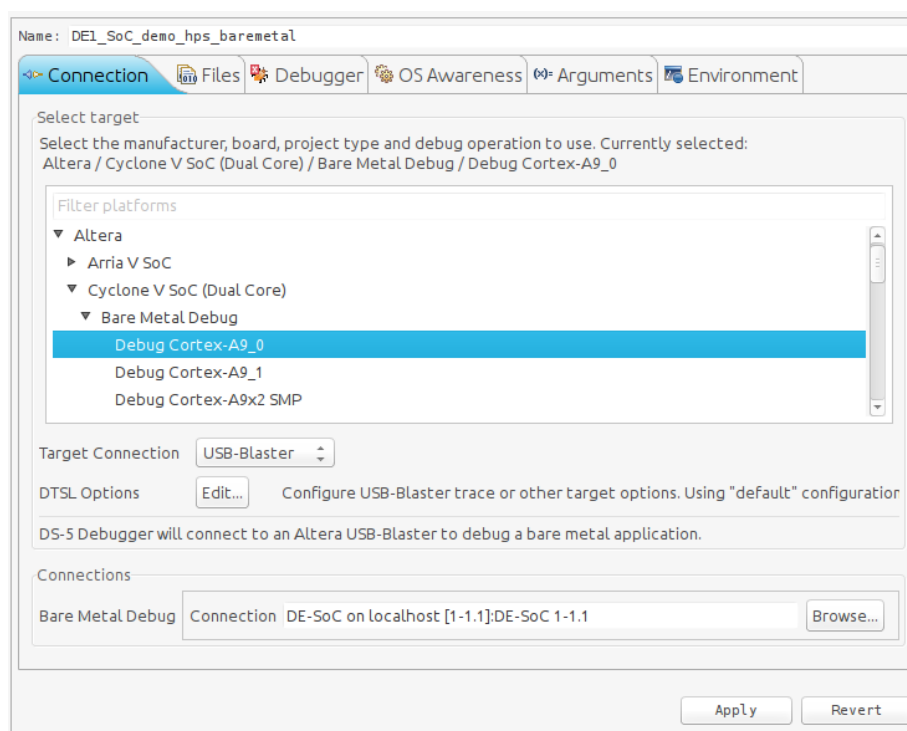 Name: DE1_SoC_demo_hps_baremetal
Connection Files Debugger OS Awareness Arguments Environment
Select target
Select the manufacturer, board, project type and debug operation to use. Currently selected:
Altera / Cyclone V SoC (Dual Core) / Bare Metal Debug / Debug Cortex-A9_0
Filter platforms
Altera
Arria V SoC
Cyclone V SoC (Dual Core)
Bare Metal Debug
Debug Cortex-A9_0
Debug Cortex-A9_1
Debug Cortex-A9x2 SMP
Target Connection USB-Blaster
DTSL Options Edit... Configure USB-Blaster trace or other target options. Using "default" configuration
DS-5 Debugger will connect to an Altera USB-Blaster to debug a bare metal application.
Connections
Bare Metal Debug Connection DE-SoC on localhost [1-1.1]:DE-SoC 1-1.1 Browse...
Apply Revert